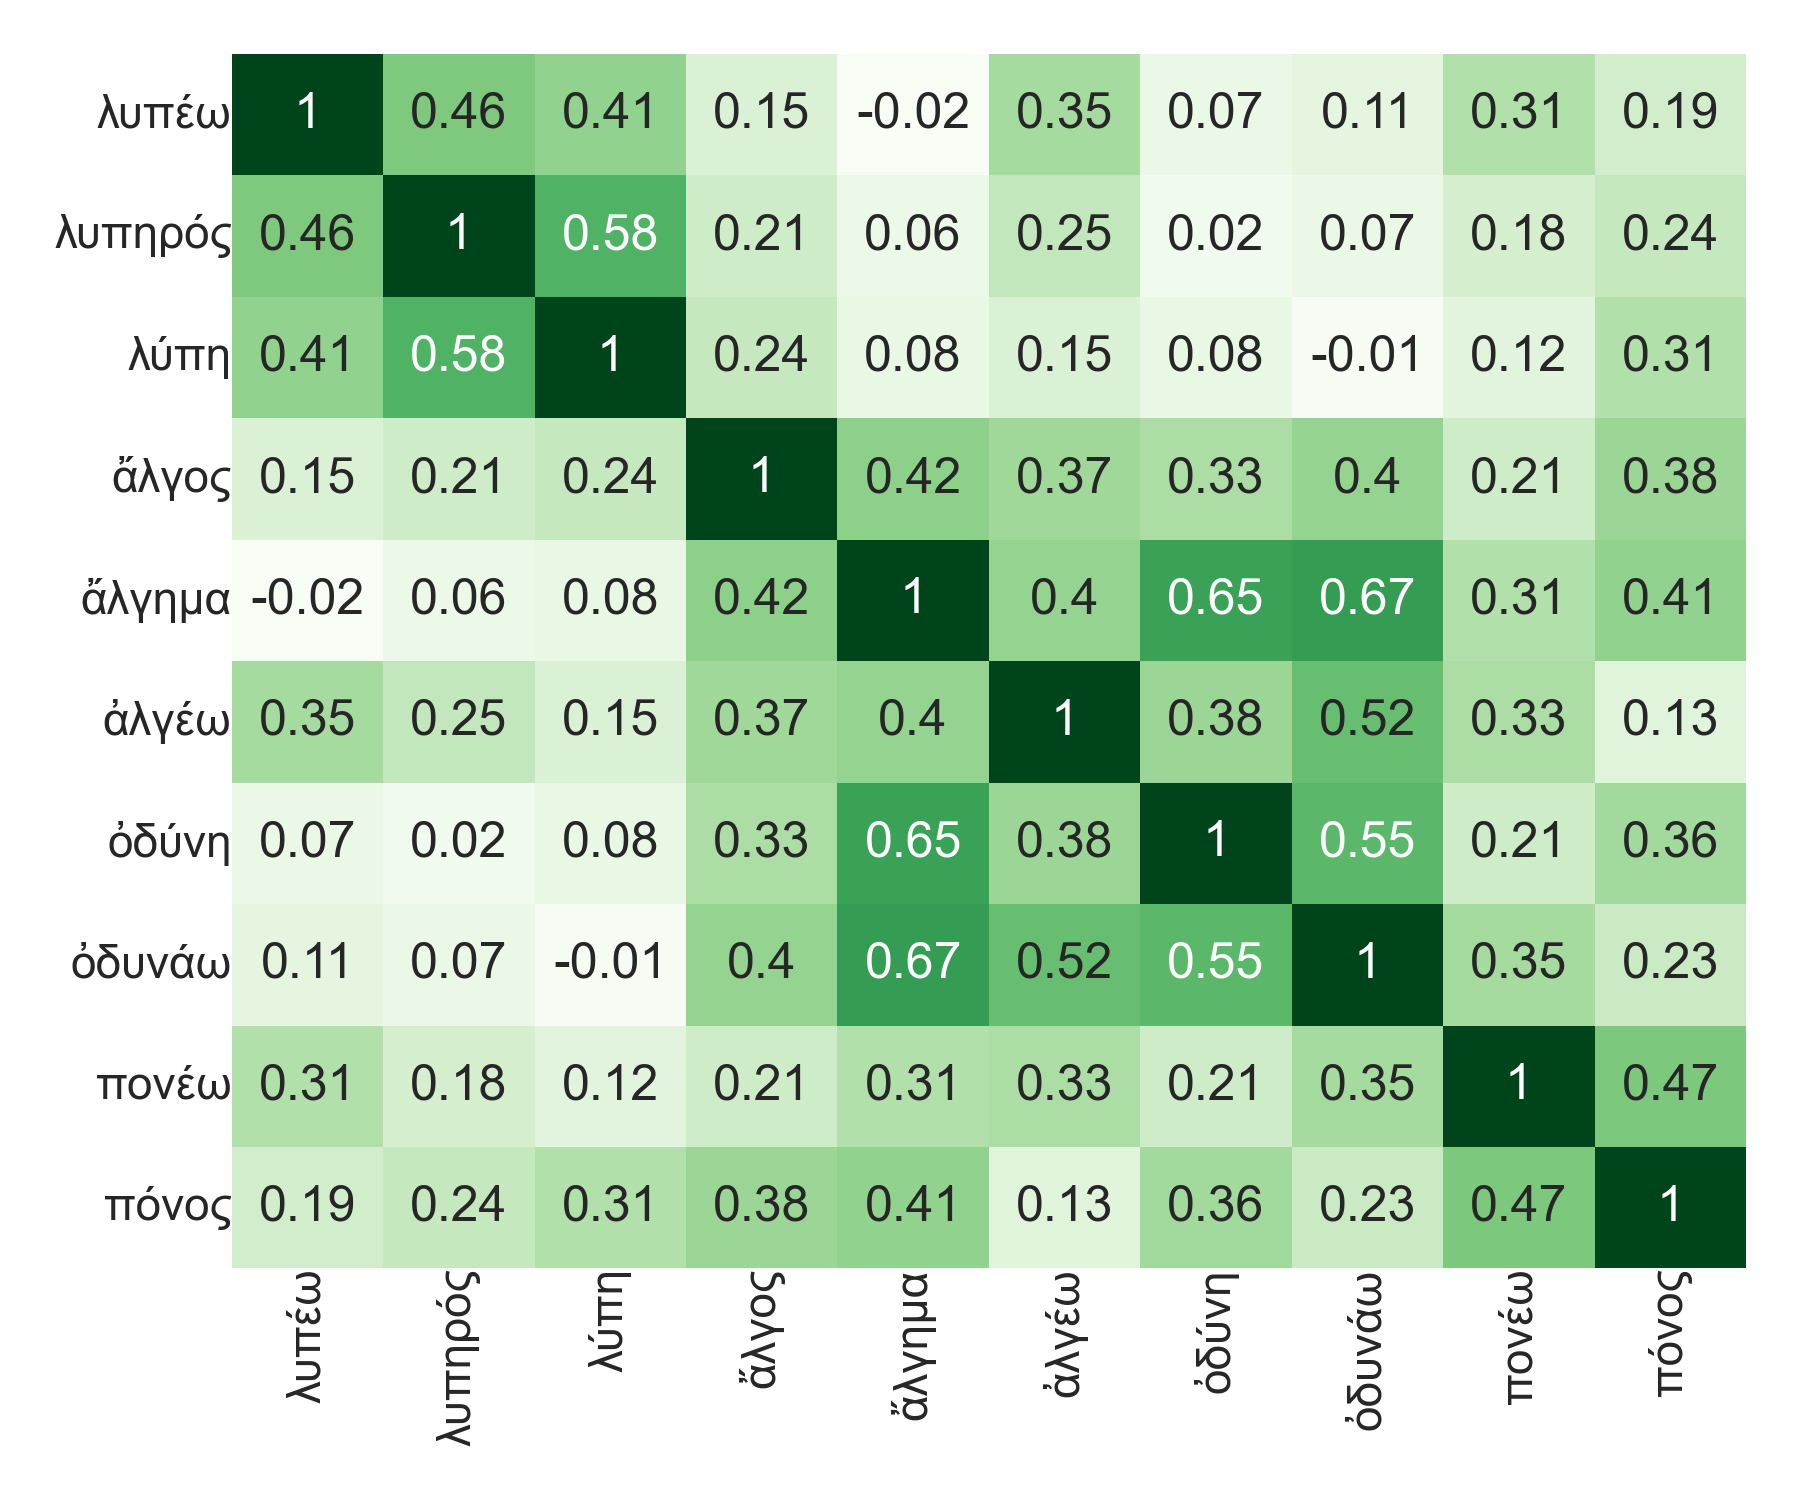 λυπέω 1 0.46 0.41 0.15 -0.02 0.35 0.07 0.11 0.31 0.19
λυπηρός 0.46 1 0.58 0.21 0.06 0.25 0.02 0.07 0.18 0.24
λύπη 0.41 0.58 1 0.24 0.08 0.15 0.08 -0.01 0.12 0.31
ἄλγος 0.15 0.21 0.24 1 0.42 0.37 0.33 0.4 0.21 0.38
ἄλγημα -0.02 0.06 0.08 0.42 1 0.4 0.65 0.67 0.31 0.41
ἀλγέω 0.35 0.25 0.15 0.37 0.4 1 0.38 0.52 0.33 0.13
ὀδύνη 0.07 0.02 0.08 0.33 0.65 0.38 1 0.55 0.21 0.36
ὀδυνάω 0.11 0.07 -0.01 0.4 0.67 0.52 0.55 1 0.35 0.23
πονέω 0.31 0.18 0.12 0.21 0.31 0.33 0.21 0.35 1 0.47
πόνος 0.19 0.24 0.31 0.38 0.41 0.13 0.36 0.23 0.47 1
λυπέω λυπηρός λύπη ἄλγος ἄλγημα ἀλγέω ὀδύνη ὀδυνάω πονέω πόνος